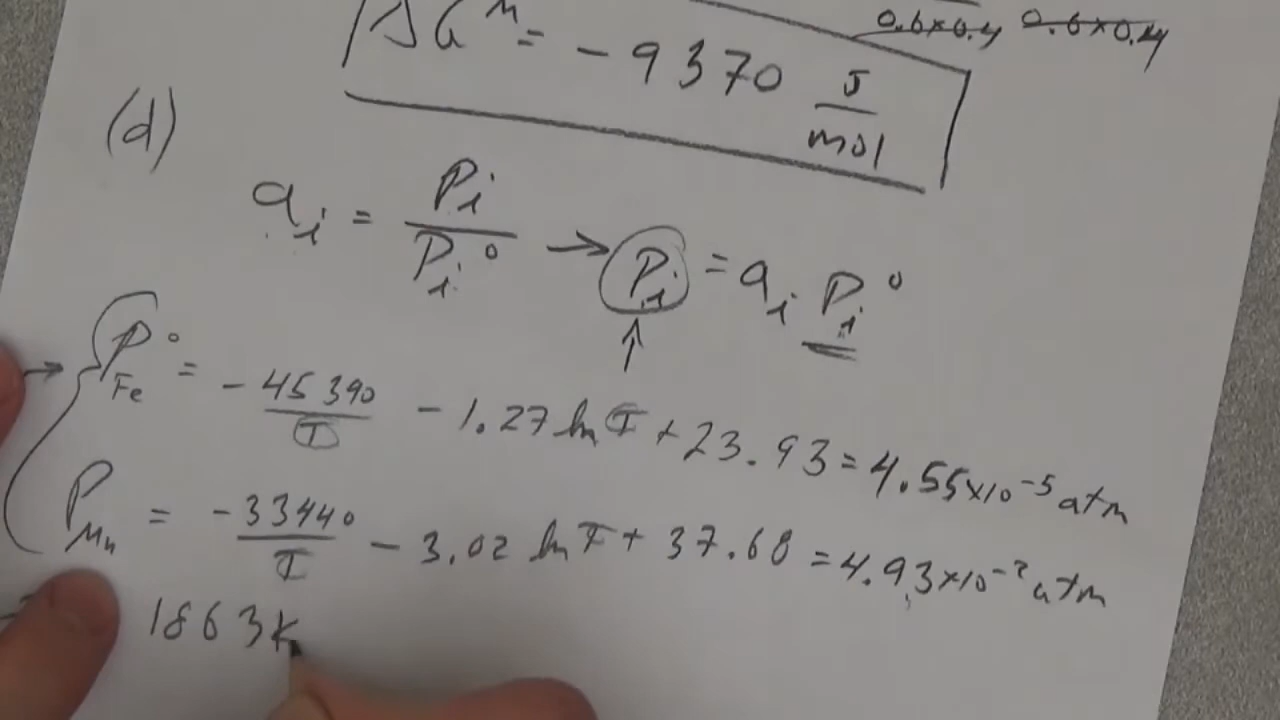 0.6×0.4 0.6×0.4
ΔG^M = -9370 J/mol
(d)
a_i = P_i/P_i° → P_i = a_i P_i°
↑
→ P_Fe° = -45390/T - 1.27 ln T + 23.93 = 4.55×10^-5 atm
P_Mn = -33440/T - 3.02 ln T + 37.68 = 4.93×10^-2 atm
1863K